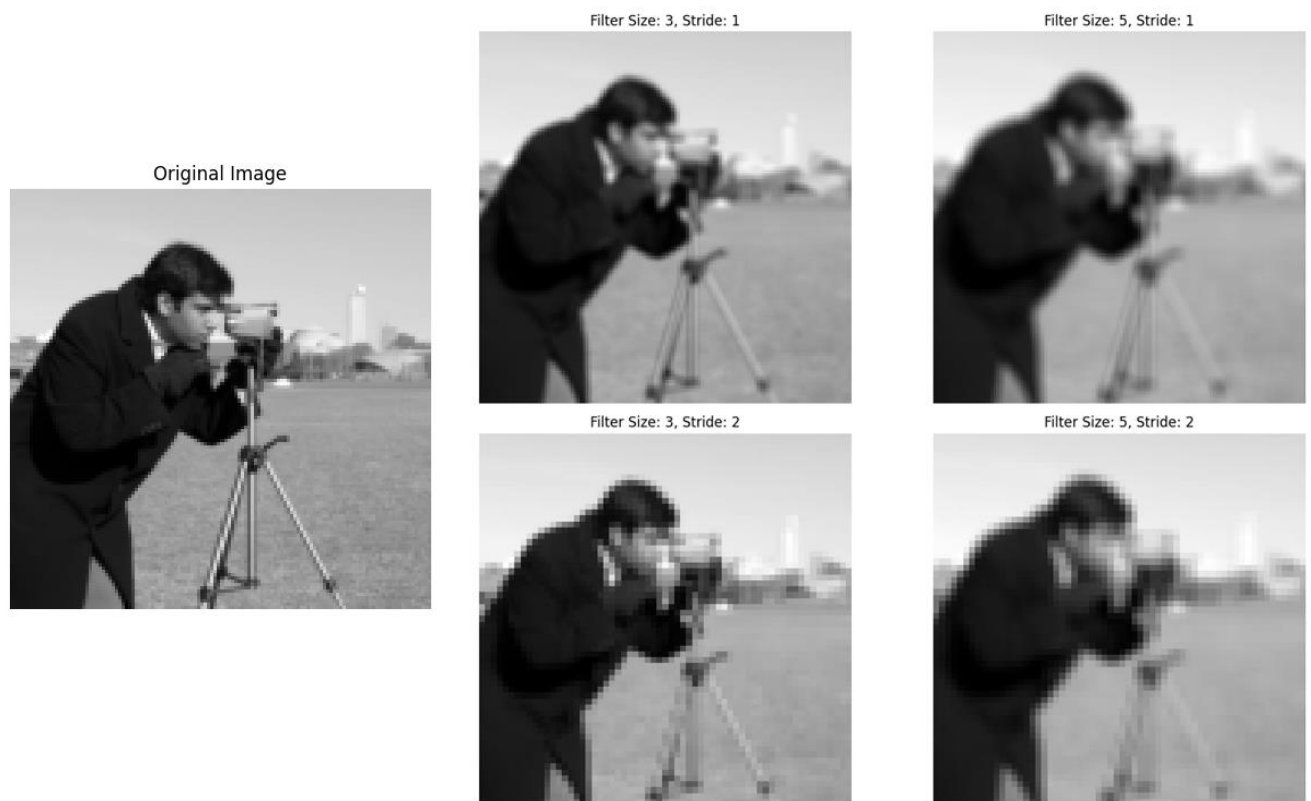 Filter Size: 3, Stride: 1
Filter Size: 5, Stride: 1
Original Image
Filter Size: 3, Stride: 2
Filter Size: 5, Stride: 2